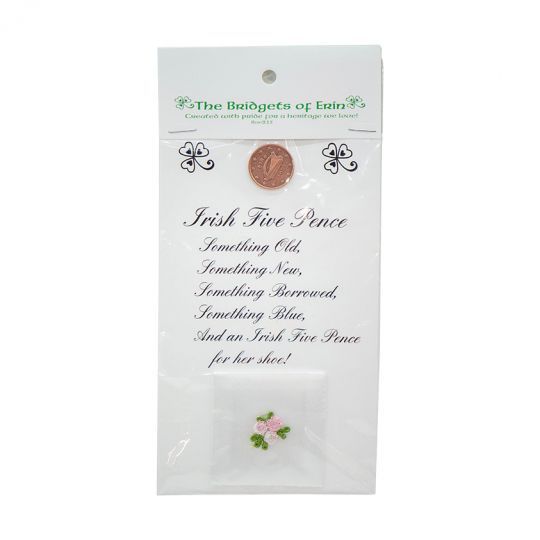 The Bridgets of Erin
Created with pride for a heritage we love!
Irish Five Pence
Something Old,
Something New,
Something Borrowed,
Something Blue,
And an Irish Five Pence
for her shoe!